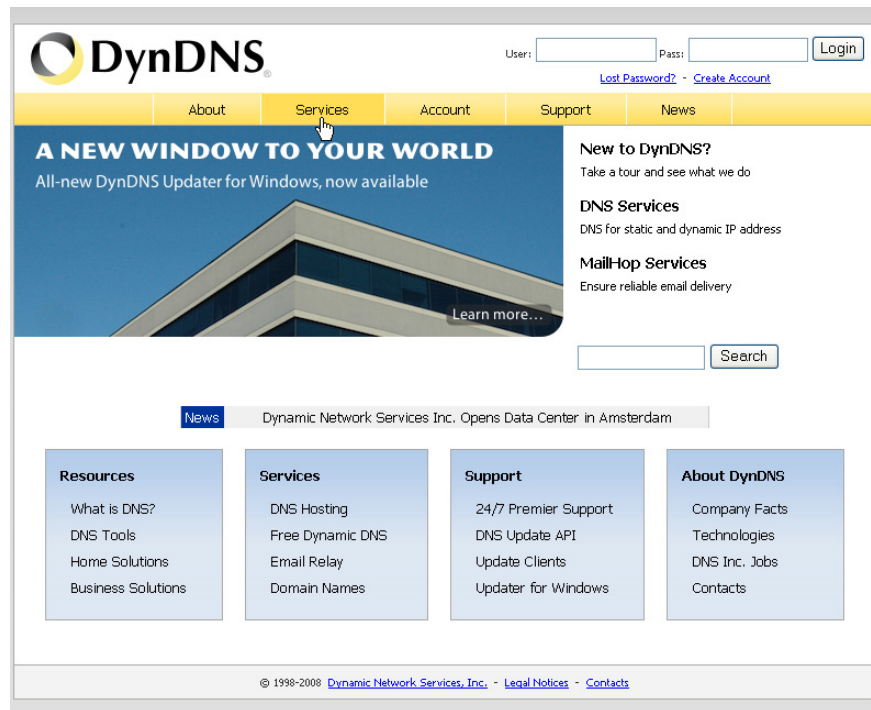 DynDNS®
User: Pass: Login
Lost Password? - Create Account
About Services Account Support News
A NEW WINDOW TO YOUR WORLD
All-new DynDNS Updater for Windows, now available
Learn more...
New to DynDNS?
Take a tour and see what we do
DNS Services
DNS for static and dynamic IP address
MailHop Services
Ensure reliable email delivery
Search
News Dynamic Network Services Inc. Opens Data Center in Amsterdam
Resources
What is DNS?
DNS Tools
Home Solutions
Business Solutions
Services
DNS Hosting
Free Dynamic DNS
Email Relay
Domain Names
Support
24/7 Premier Support
DNS Update API
Update Clients
Updater for Windows
About DynDNS
Company Facts
Technologies
DNS Inc. Jobs
Contacts
© 1998-2008 Dynamic Network Services, Inc. - Legal Notices - Contacts